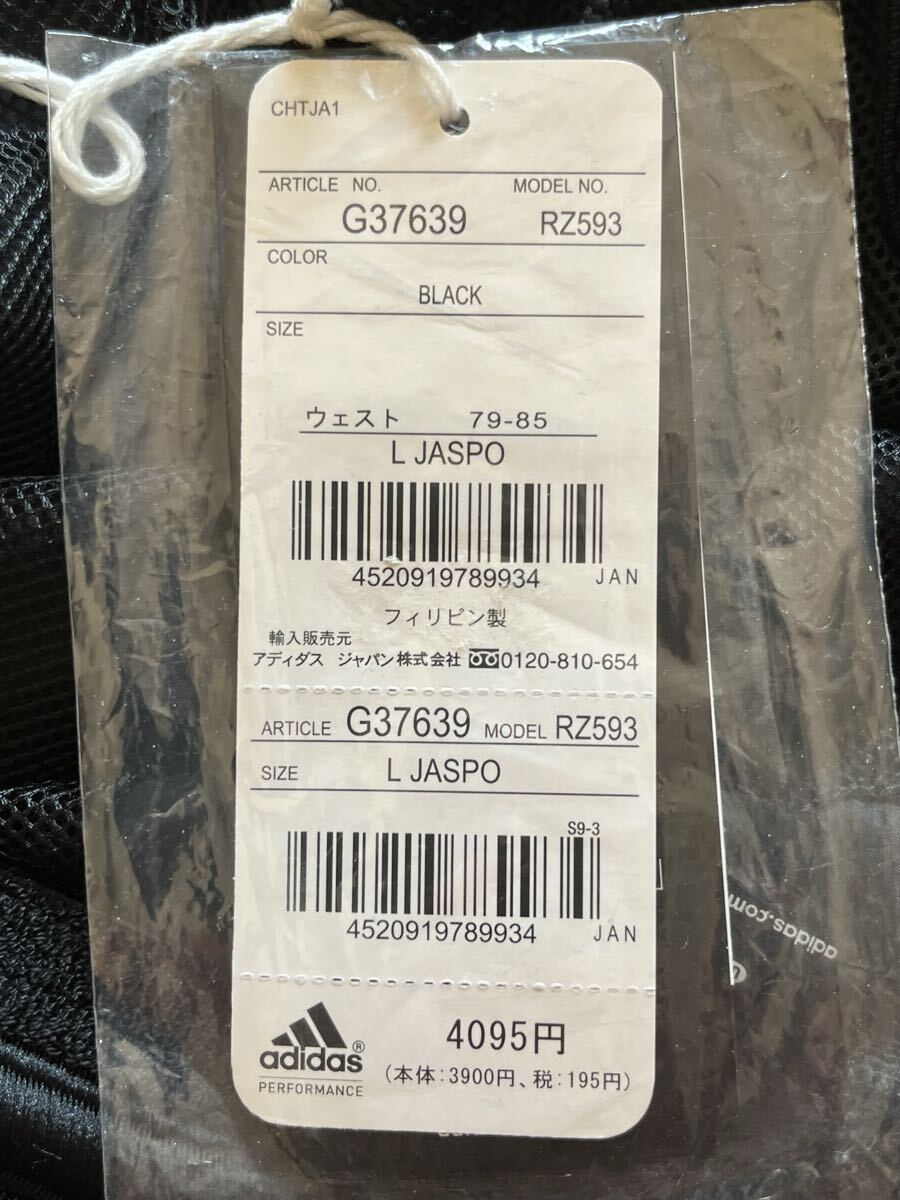 CHTJA1
ARTICLE NO. MODEL NO.
G37639 RZ593
COLOR
BLACK
SIZE
ウェスト 79-85
L JASPO
4520919789934 JAN
フィリピン製
輸入販売元
アディダス ジャパン株式会社 0120-810-654
ARTICLE G37639 MODEL RZ593
SIZE L JASPO
S9-3
4520919789934 JAN
adidas®
PERFORMANCE
4095円
(本体:3900円、税:195円)
adidas.com